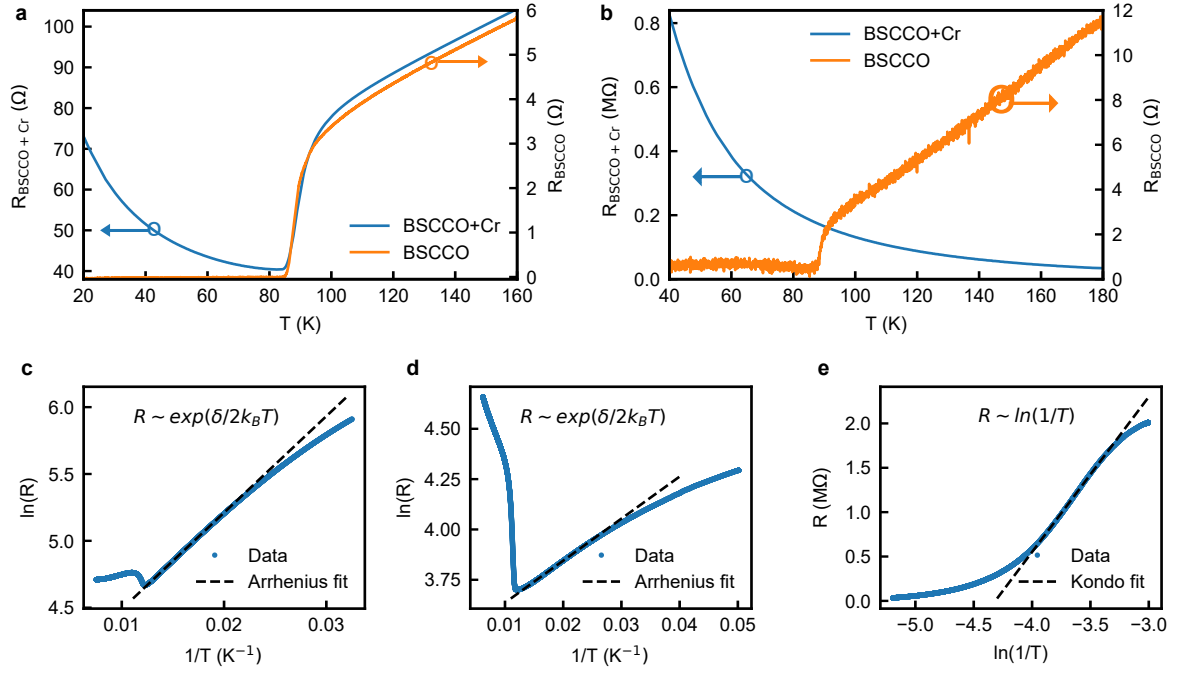 a
100
90
80
70
60
50
40
R_BSCCO + Cr (Ω)
20 40 60 80 100 120 140 160
T (K)
6
5
4
3
2
1
0
R_BSCCO (Ω)
BSCCO+Cr
BSCCO
b
0.8
0.6
0.4
0.2
0.0
R_BSCCO + Cr (MΩ)
40 60 80 100 120 140 160 180
T (K)
12
10
8
6
4
2
0
R_BSCCO (Ω)
BSCCO+Cr
BSCCO
c
6.0
5.5
5.0
4.5
ln(R)
R ~ exp(δ/2k_BT)
Data
Arrhenius fit
0.01 0.02 0.03
1/T (K⁻¹)
d
4.50
4.25
4.00
3.75
ln(R)
R ~ exp(δ/2k_BT)
Data
Arrhenius fit
0.01 0.02 0.03 0.04 0.05
1/T (K⁻¹)
e
2.0
1.5
1.0
0.5
0.0
R (MΩ)
R ~ ln(1/T)
Data
Kondo fit
−5.0 −4.5 −4.0 −3.5 −3.0
ln(1/T)